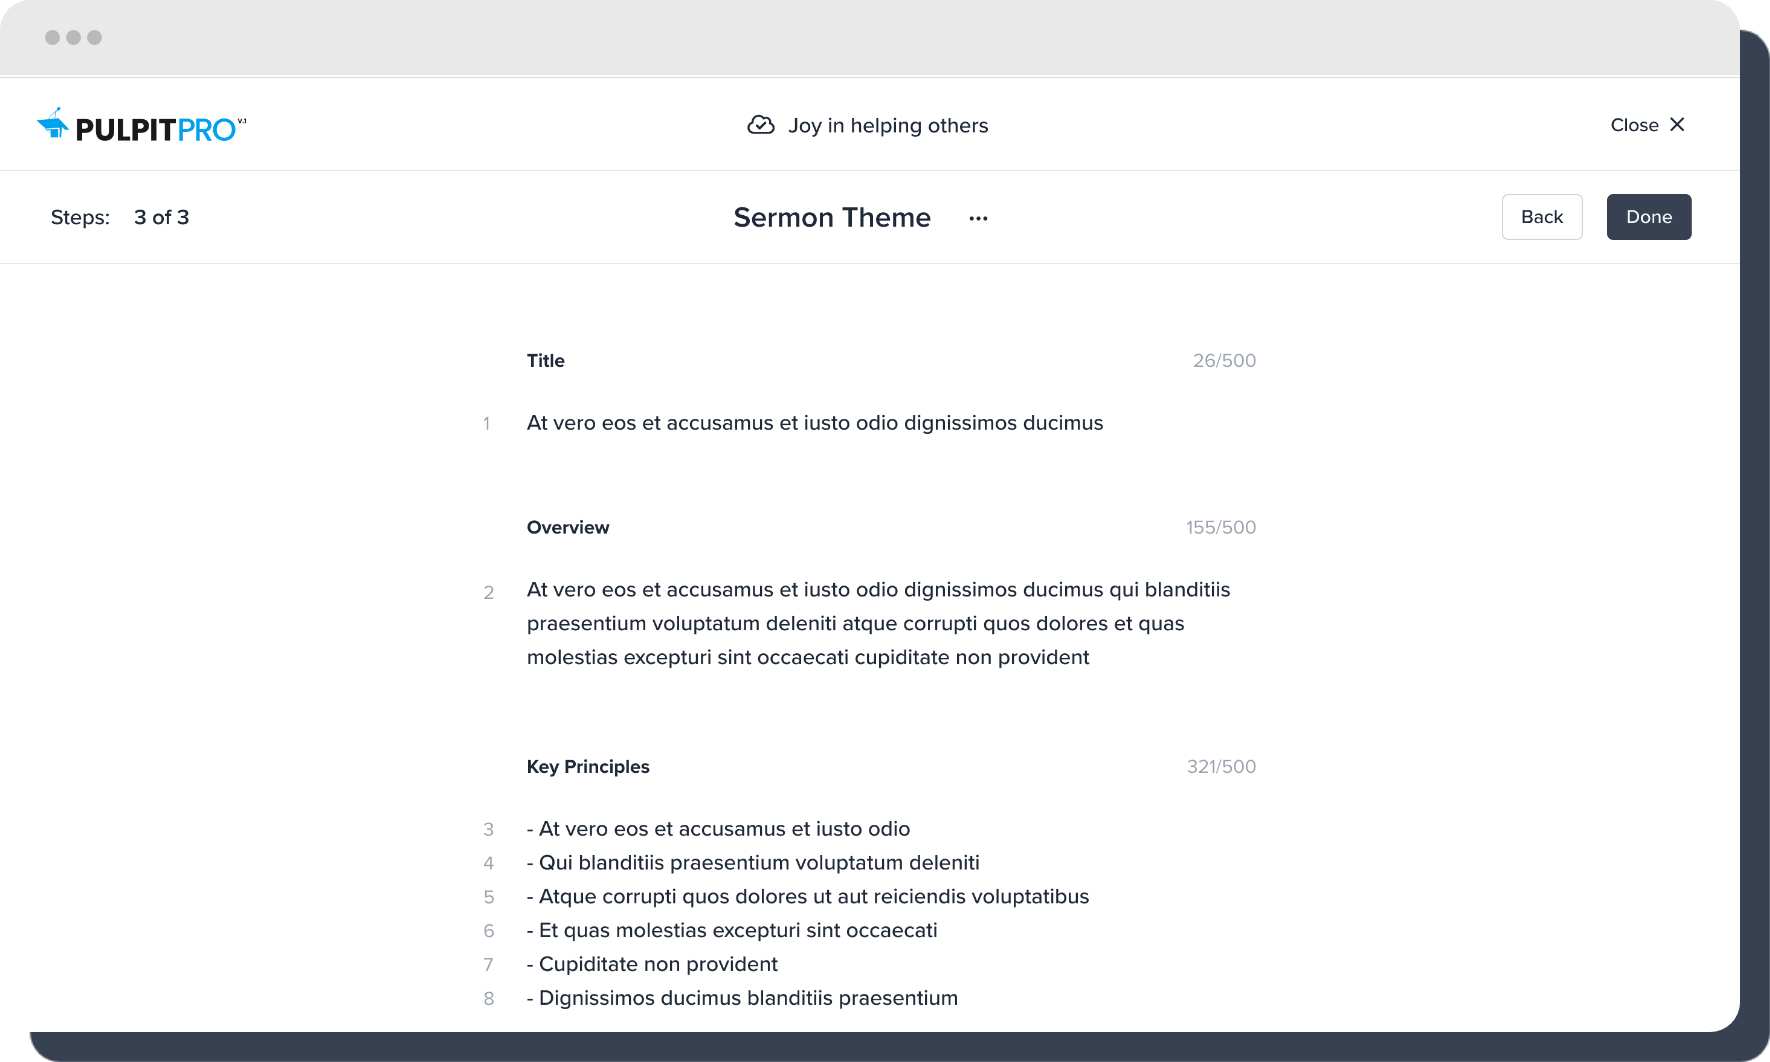 PULPITPRO V.1
Joy in helping others
Close
Steps: 3 of 3
Sermon Theme
Back
Done
Title 26/500
1 At vero eos et accusamus et iusto odio dignissimos ducimus
Overview 155/500
2 At vero eos et accusamus et iusto odio dignissimos ducimus qui blanditiis
praesentium voluptatum deleniti atque corrupti quos dolores et quas
molestias excepturi sint occaecati cupiditate non provident
Key Principles 321/500
3 - At vero eos et accusamus et iusto odio
4 - Qui blanditiis praesentium voluptatum deleniti
5 - Atque corrupti quos dolores ut aut reiciendis voluptatibus
6 - Et quas molestias excepturi sint occaecati
7 - Cupiditate non provident
8 - Dignissimos ducimus blanditiis praesentium